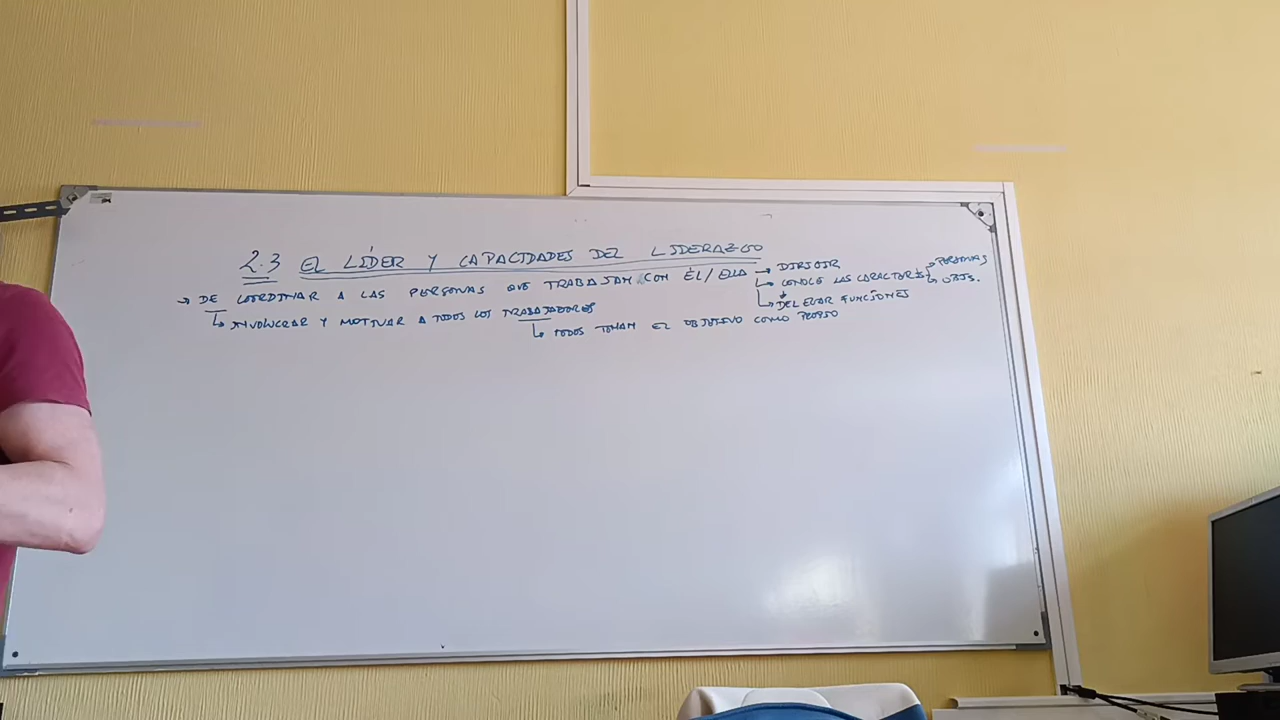 2.3 EL LÍDER Y CAPACIDADES DEL LIDERAZGO
→ DE COORDINAR A LAS PERSONAS QUE TRABAJAN CON ÉL/ELLA
→ DIRIGIR
↳ CONOCE LAS CARACTERIS
→ PERSONAS
↳ OBJS.
↳ DELEGAR FUNCIONES
↳ INVOLUCRAR Y MOTIVAR A TODOS LOS TRABAJADORES
↳ TODOS TOMAN EL OBJETIVO COMO PROPIO